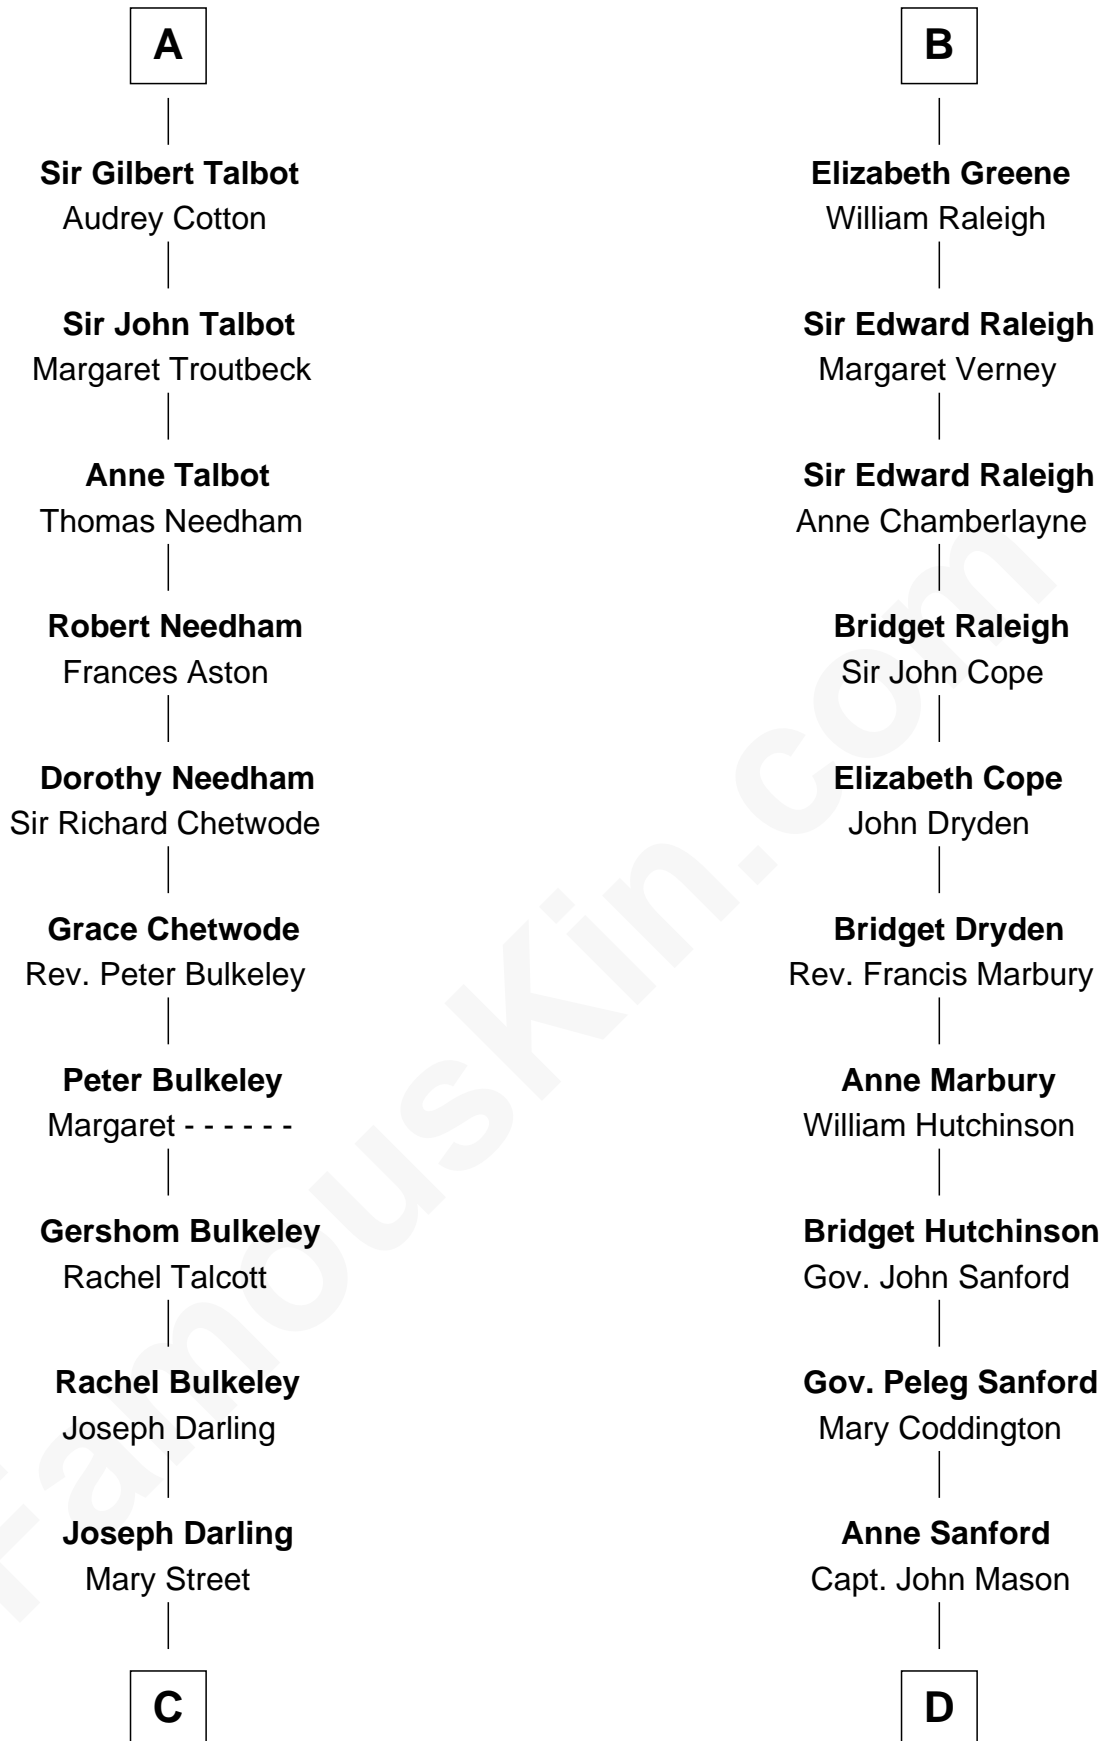 A
Sir Gilbert Talbot
Audrey Cotton
Sir John Talbot
Margaret Troutbeck
Anne Talbot
Thomas Needham
Robert Needham
Frances Aston
Dorothy Needham
Sir Richard Chetwode
Grace Chetwode
Rev. Peter Bulkeley
Peter Bulkeley
Margaret - - - - - -
Gershom Bulkeley
Rachel Talcott
Rachel Bulkeley
Joseph Darling
Joseph Darling
Mary Street
C
B
Elizabeth Greene
William Raleigh
Sir Edward Raleigh
Margaret Verney
Sir Edward Raleigh
Anne Chamberlayne
Bridget Raleigh
Sir John Cope
Elizabeth Cope
John Dryden
Bridget Dryden
Rev. Francis Marbury
Anne Marbury
William Hutchinson
Bridget Hutchinson
Gov. John Sanford
Gov. Peleg Sanford
Mary Coddington
Anne Sanford
Capt. John Mason
D
FamousKin.com